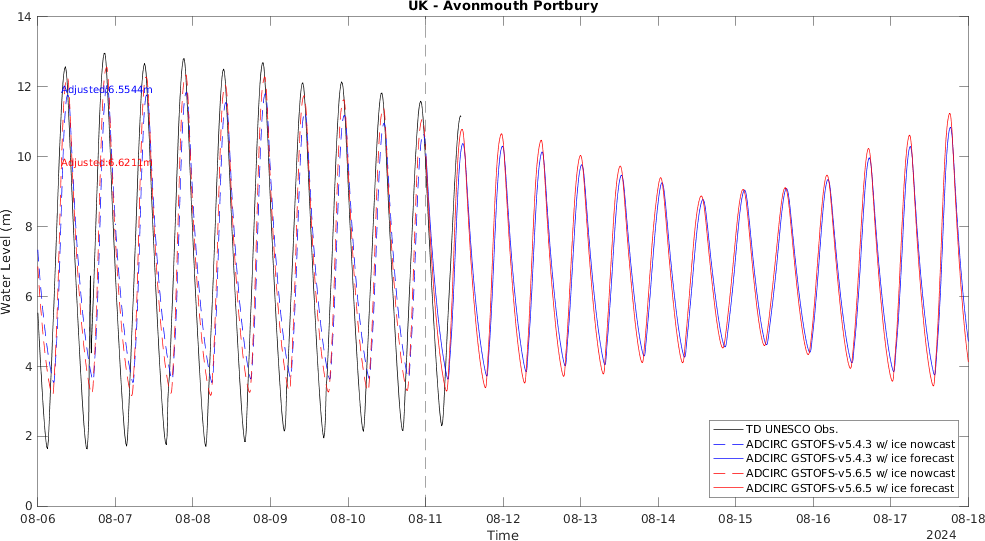 UK - Avonmouth Portbury
14
12
10
8
6
4
2
0
Water Level (m)
Adjusted:6.5544m
Adjusted:6.6211m
TD UNESCO Obs.
ADCIRC GSTOFS-v5.4.3 w/ ice nowcast
ADCIRC GSTOFS-v5.4.3 w/ ice forecast
ADCIRC GSTOFS-v5.6.5 w/ ice nowcast
ADCIRC GSTOFS-v5.6.5 w/ ice forecast
08-06 08-07 08-08 08-09 08-10 08-11 08-12 08-13 08-14 08-15 08-16 08-17 08-18
Time
2024